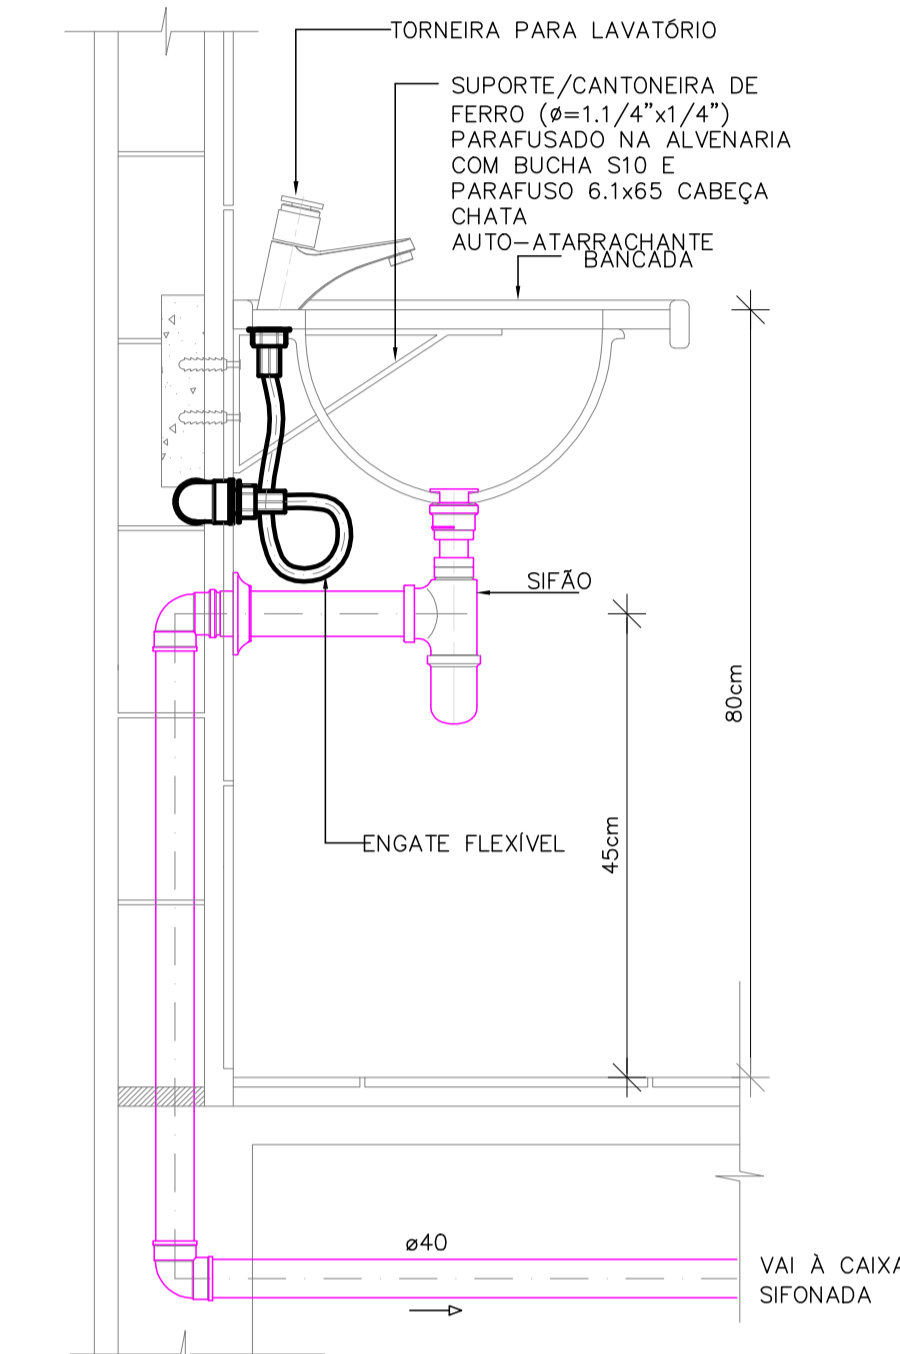 TORNEIRA PARA LAVATÓRIO
SUPORTE/CANTONEIRA DE
FERRO (ø=1.1/4”x1/4”)
PARAFUSADO NA ALVENARIA
COM BUCHA S10 E
PARAFUSO 6.1x65 CABEÇA
CHATA
AUTO-ATARRACHANTE
BANCADA
SIFÃO
80cm
45cm
ENGATE FLEXÍVEL
ø40
VAI À CAIXA
SIFONADA